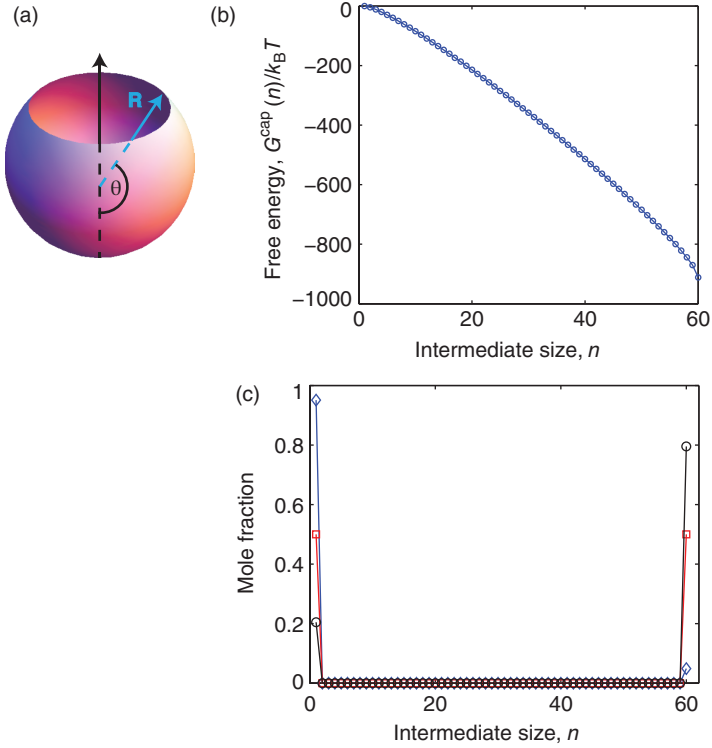 (a)
R
θ
(b)
Free energy, G^cap (n)/k_BT
0
−200
−400
−600
−800
−1000
0
20
40
60
Intermediate size, n
(c)
Mole fraction
1
0.8
0.6
0.4
0.2
0
0
20
40
60
Intermediate size, n